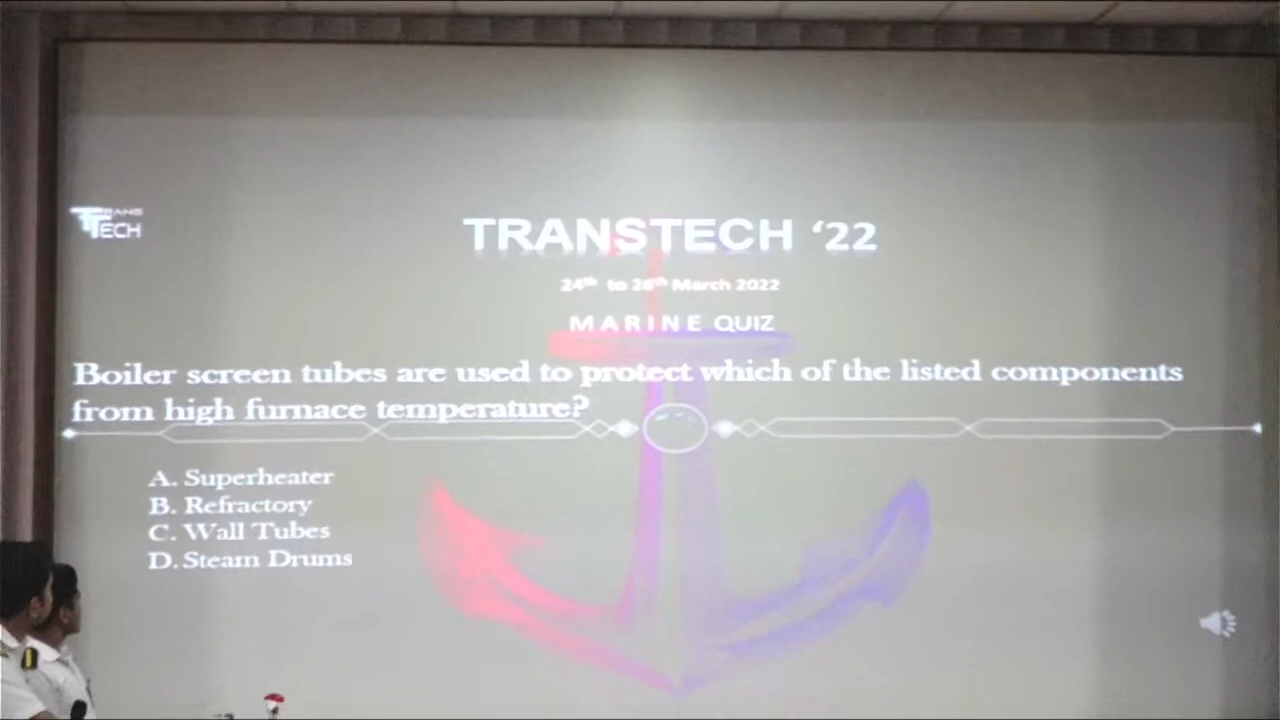 TRANS
TECH
TRANSTECH ‘22
24th to 26th March 2022
MARINE QUIZ
Boiler screen tubes are used to protect which of the listed components
from high furnace temperature?
A. Superheater
B. Refractory
C. Wall Tubes
D. Steam Drums